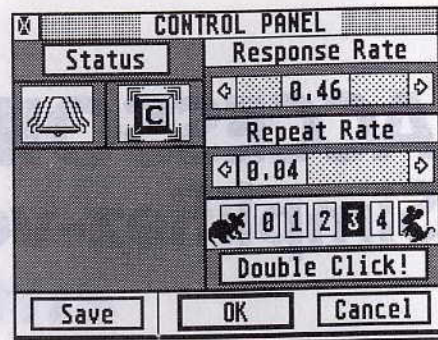 CONTROL PANEL
Status
Response Rate
0.46
Repeat Rate
0.04
C
0 1 2 3 4
Double Click!
Save OK Cancel